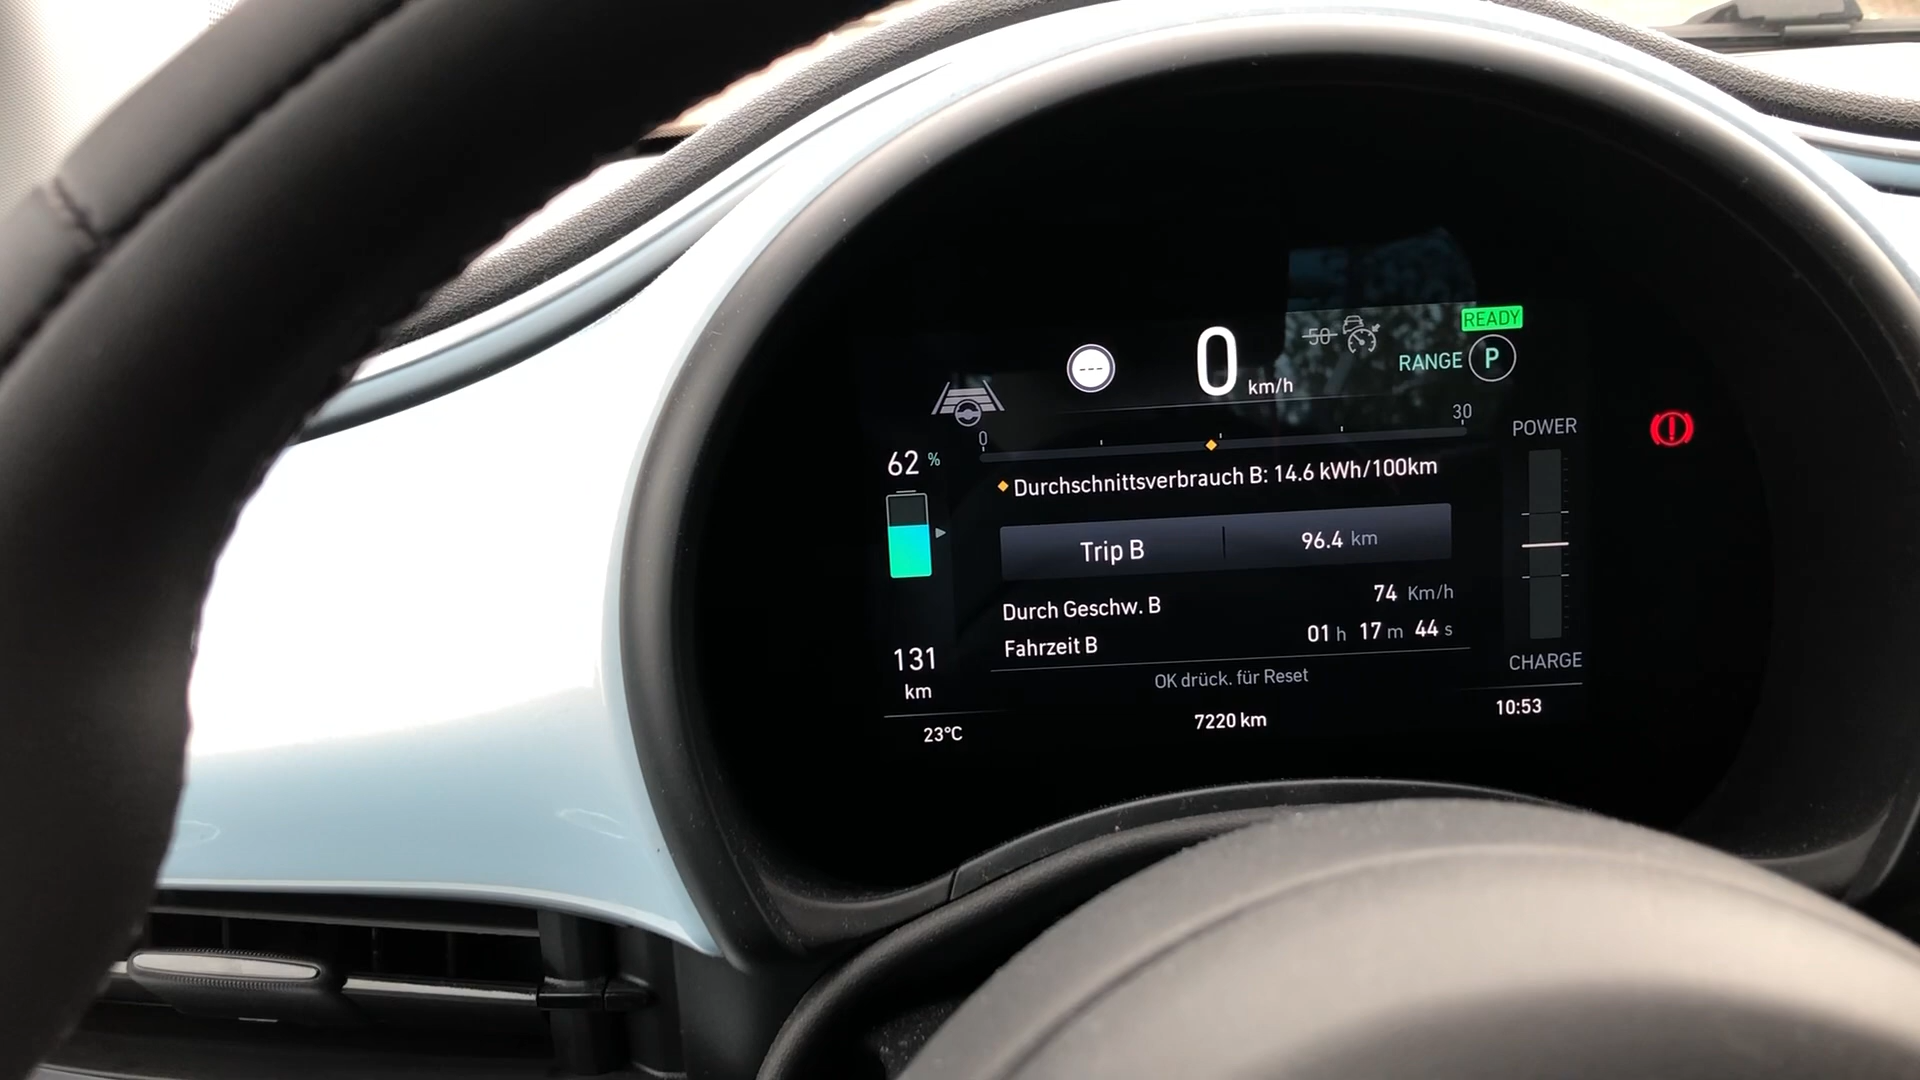 READY
50
0 km/h
RANGE P
---
0
30
POWER
62 %
Durchschnittsverbrauch B: 14.6 kWh/100km
Trip B 96.4 km
Durch Geschw. B 74 Km/h
Fahrzeit B 01 h 17 m 44 s
131
km
CHARGE
OK drück. für Reset
23°C
7220 km
10:53